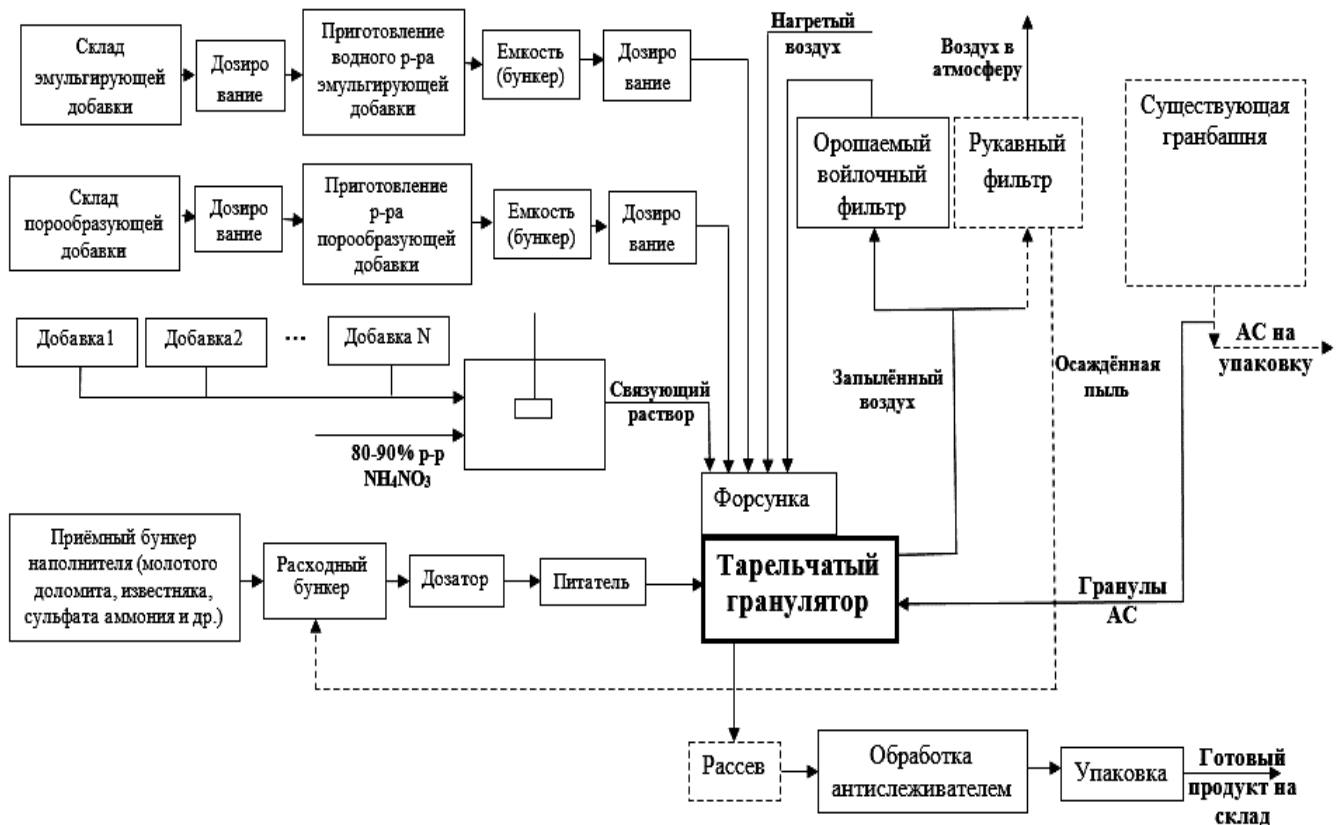 Склад
эмульгирующей
добавки
Дозиро
вание
Приготовление
водного р-ра
эмульгирующей
добавки
Емкость
(бункер)
Дозиро
вание
Нагретый
воздух
Воздух в
атмосферу
Орошаемый
войлочный
фильтр
Рукавный
фильтр
Существующая
гранбашня
Склад
порообразующей
добавки
Дозиро
вание
Приготовление
р-ра
порообразующей
добавки
Емкость
(бункер)
Дозиро
вание
Добавка1
Добавка2
...
Добавка N
Связующий
раствор
80-90% р-р
NH₄NO₃
Запылённый
воздух
Осаждённая
пыль
АС на
упаковку
Форсунка
Приёмный бункер
наполнителя (молотого
доломита, известняка,
сульфата аммония и др.)
Расходный
бункер
Дозатор
Питатель
Тарельчатый
гранулятор
Гранулы
АС
Рассев
Обработка
антислеживателем
Упаковка
Готовый
продукт на
склад